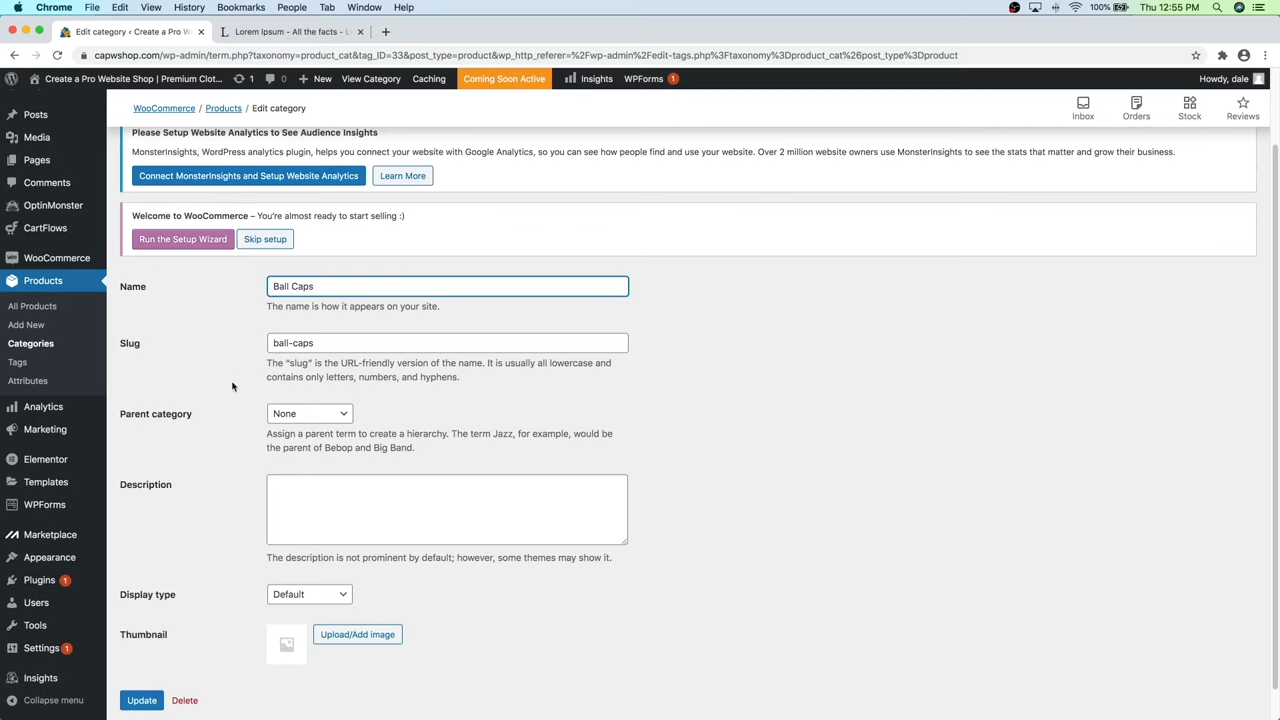 Chrome File Edit View History Bookmarks People Tab Window Help 100% Thu 12:55 PM
Edit category ‹ Create a Pro W
Lorem Ipsum - All the facts - L
capwshop.com/wp-admin/term.php?taxonomy=product_cat&tag_ID=33&post_type=product&wp_http_referer=%2Fwp-admin%2Fedit-tags.php%3Ftaxonomy%3Dproduct_cat%26post_type%3Dproduct
Create a Pro Website Shop | Premium Clot... 1 0 + New View Category Caching Coming Soon Active Insights WPForms 1 Howdy, dale
Posts
Media
Pages
Comments
OptinMonster
CartFlows
WooCommerce
Products
All Products
Add New
Categories
Tags
Attributes
Analytics
Marketing
Elementor
Templates
WPForms
Marketplace
Appearance
Plugins 1
Users
Tools
Settings 1
Insights
Collapse menu
WooCommerce / Products / Edit category
Inbox Orders Stock Reviews
Please Setup Website Analytics to See Audience Insights
MonsterInsights, WordPress analytics plugin, helps you connect your website with Google Analytics, so you can see how people find and use your website. Over 2 million website owners use MonsterInsights to see the stats that matter and grow their business.
Connect MonsterInsights and Setup Website Analytics Learn More
Welcome to WooCommerce – You're almost ready to start selling :)
Run the Setup Wizard Skip setup
Name Ball Caps
The name is how it appears on your site.
Slug ball-caps
The “slug” is the URL-friendly version of the name. It is usually all lowercase and
contains only letters, numbers, and hyphens.
Parent category None
Assign a parent term to create a hierarchy. The term Jazz, for example, would be
the parent of Bebop and Big Band.
Description
The description is not prominent by default; however, some themes may show it.
Display type Default
Thumbnail Upload/Add image
Update Delete